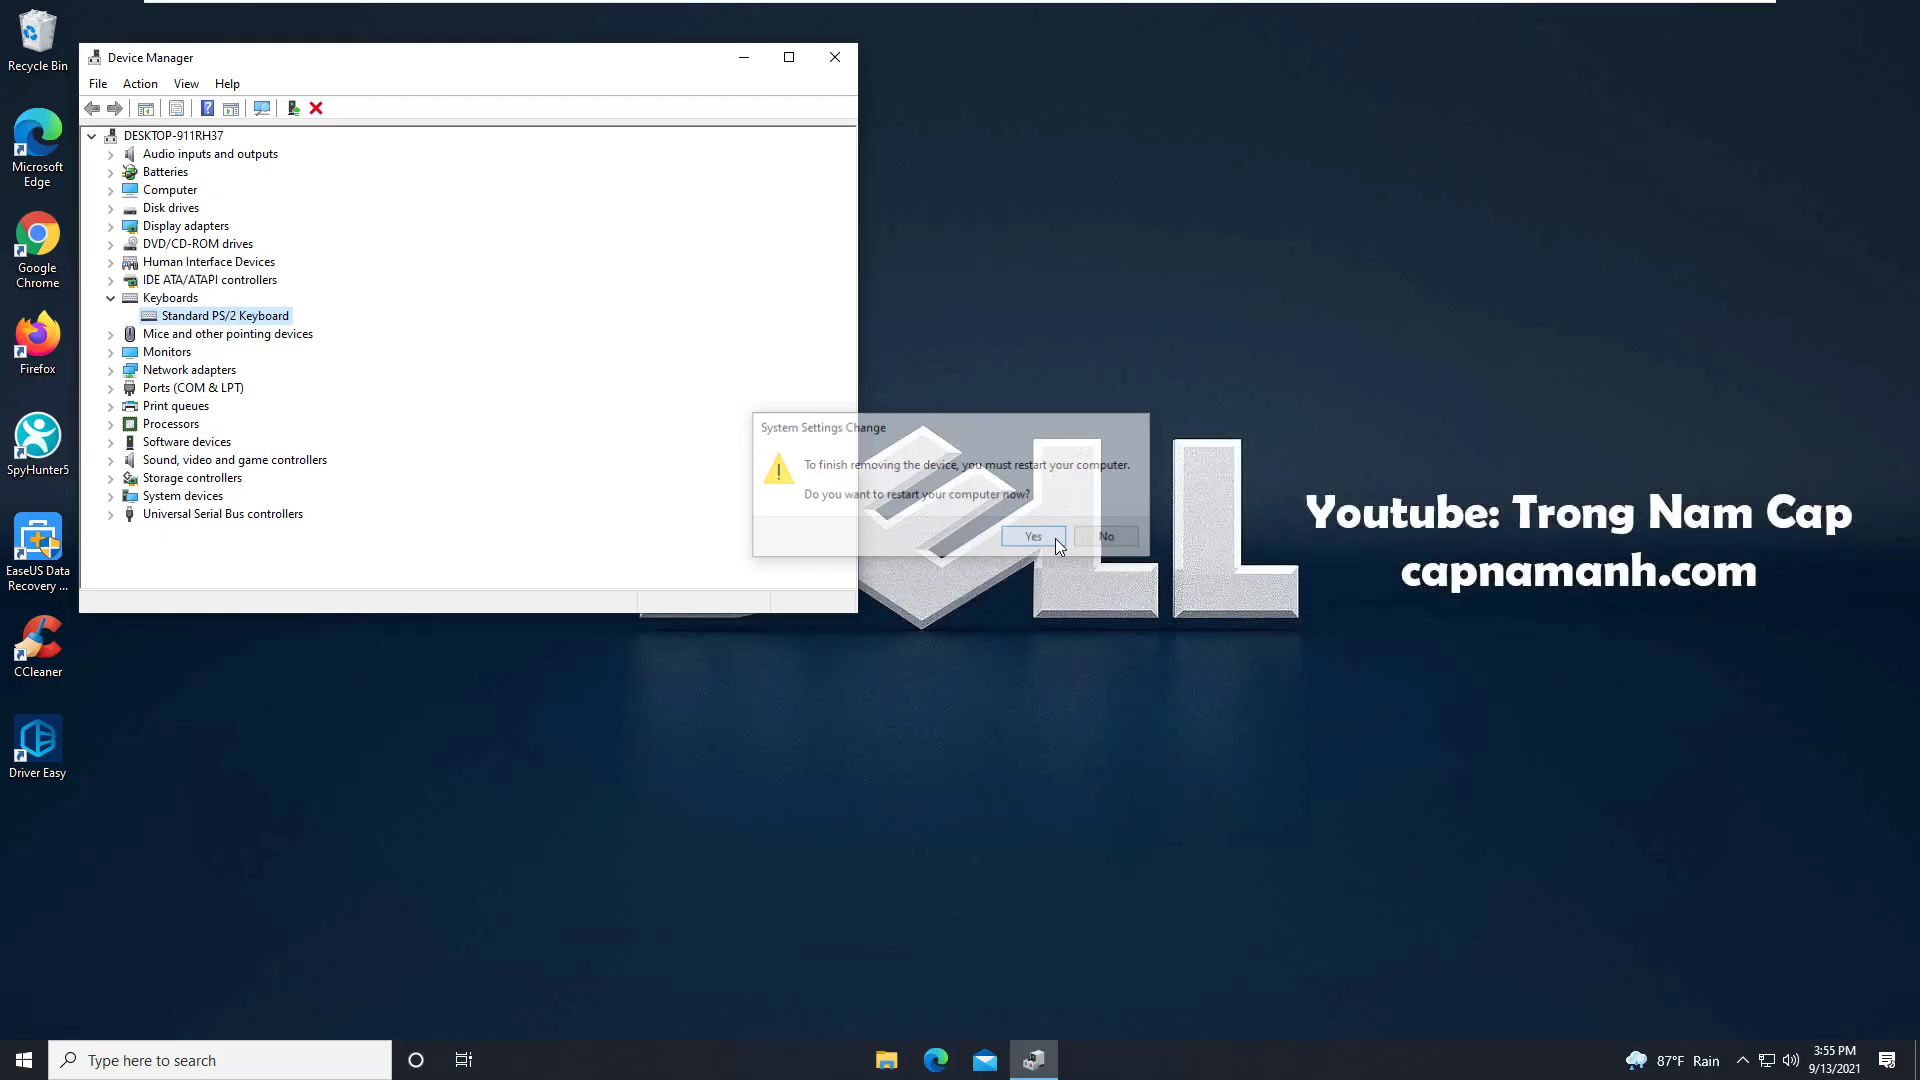 Recycle Bin
Microsoft
Edge
Google
Chrome
Firefox
SpyHunter5
EaseUS Data
Recovery ...
CCleaner
Driver Easy
Device Manager
File Action View Help
DESKTOP-911RH37
Audio inputs and outputs
Batteries
Computer
Disk drives
Display adapters
DVD/CD-ROM drives
Human Interface Devices
IDE ATA/ATAPI controllers
Keyboards
Standard PS/2 Keyboard
Mice and other pointing devices
Monitors
Network adapters
Ports (COM & LPT)
Print queues
Processors
Software devices
Sound, video and game controllers
Storage controllers
System devices
Universal Serial Bus controllers
System Settings Change
To finish removing the device, you must restart your computer.
Do you want to restart your computer now?
Yes No
Youtube: Trong Nam Cap
capnamanh.com
Type here to search
87°F Rain
3:55 PM
9/13/2021